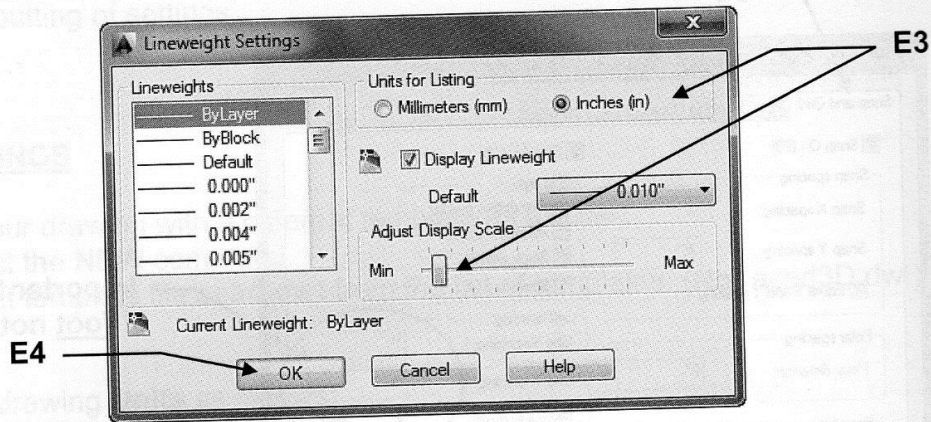 Lineweight Settings
E3
Lineweights
ByLayer
ByBlock
Default
0.000"
0.002"
0.004"
0.005"
Units for Listing
Millimeters (mm)
Inches (in)
Display Lineweight
Default
0.010"
Adjust Display Scale
Min
Max
Current Lineweight: ByLayer
E4
OK
Cancel
Help